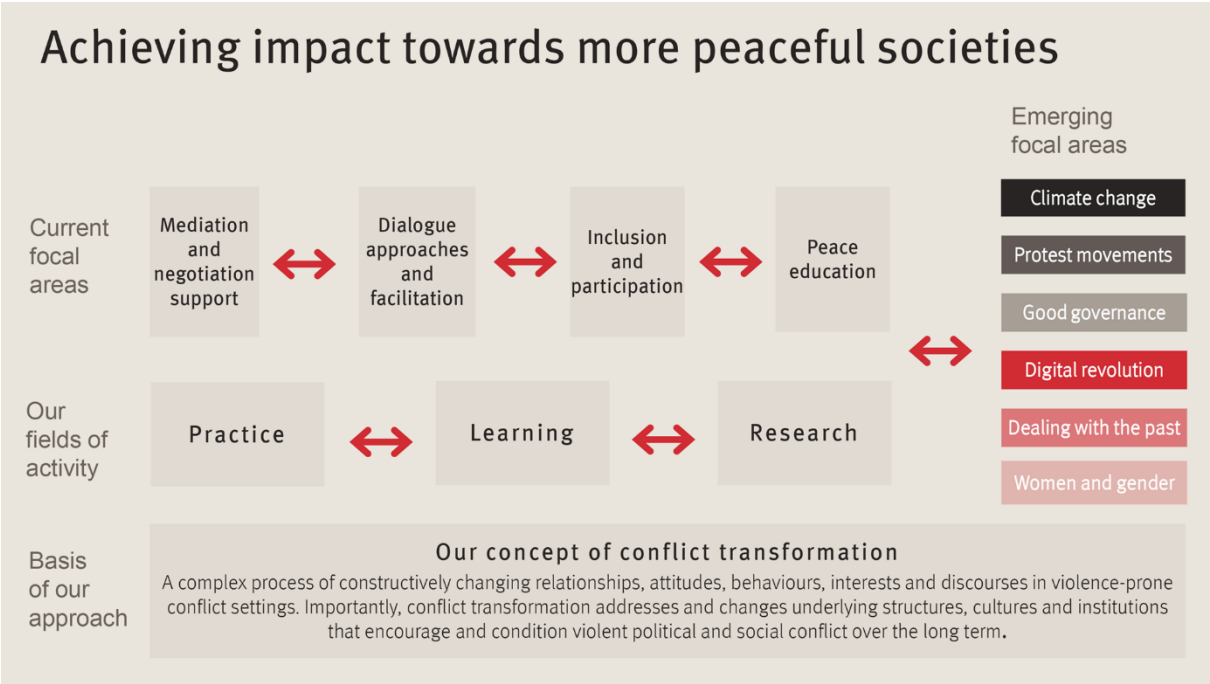 Achieving impact towards more peaceful societies
Emerging
focal areas
Current
focal
areas
Mediation
and
negotiation
support
Dialogue
approaches
and
facilitation
Inclusion
and
participation
Peace
education
Climate change
Protest movements
Good governance
Digital revolution
Dealing with the past
Women and gender
Our
fields of
activity
Practice
Learning
Research
Basis
of our
approach
Our concept of conflict transformation
A complex process of constructively changing relationships, attitudes, behaviours, interests and discourses in violence-prone
conflict settings. Importantly, conflict transformation addresses and changes underlying structures, cultures and institutions
that encourage and condition violent political and social conflict over the long term.